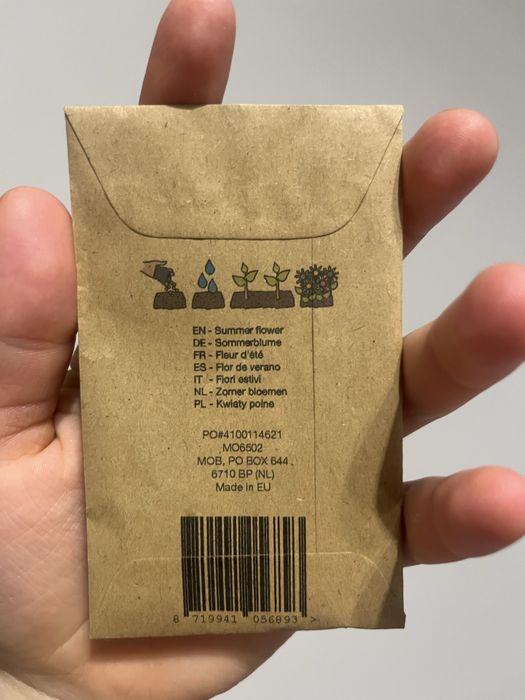 EN - Summer flower
DE - Sommerblume
FR - Fleur d'été
ES - Flor de verano
IT - Fiori estivi
NL - Zomer bloemen
PL - Kwiaty polne
PO#4100114621
MO6502
MOB, PO BOX 644
6710 BP (NL)
Made in EU
8 719941 056893 >